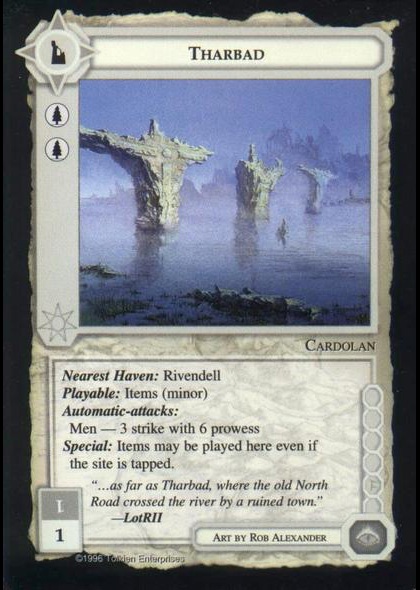 THARBAD
CARDOLAN
Nearest Haven: Rivendell
Playable: Items (minor)
Automatic-attacks:
Men — 3 strike with 6 prowess
Special: Items may be played here even if
the site is tapped.
"...as far as Tharbad, where the old North
Road crossed the river by a ruined town."
—LotRII
I
1
ART BY ROB ALEXANDER
©1996 Tolkien Enterprises